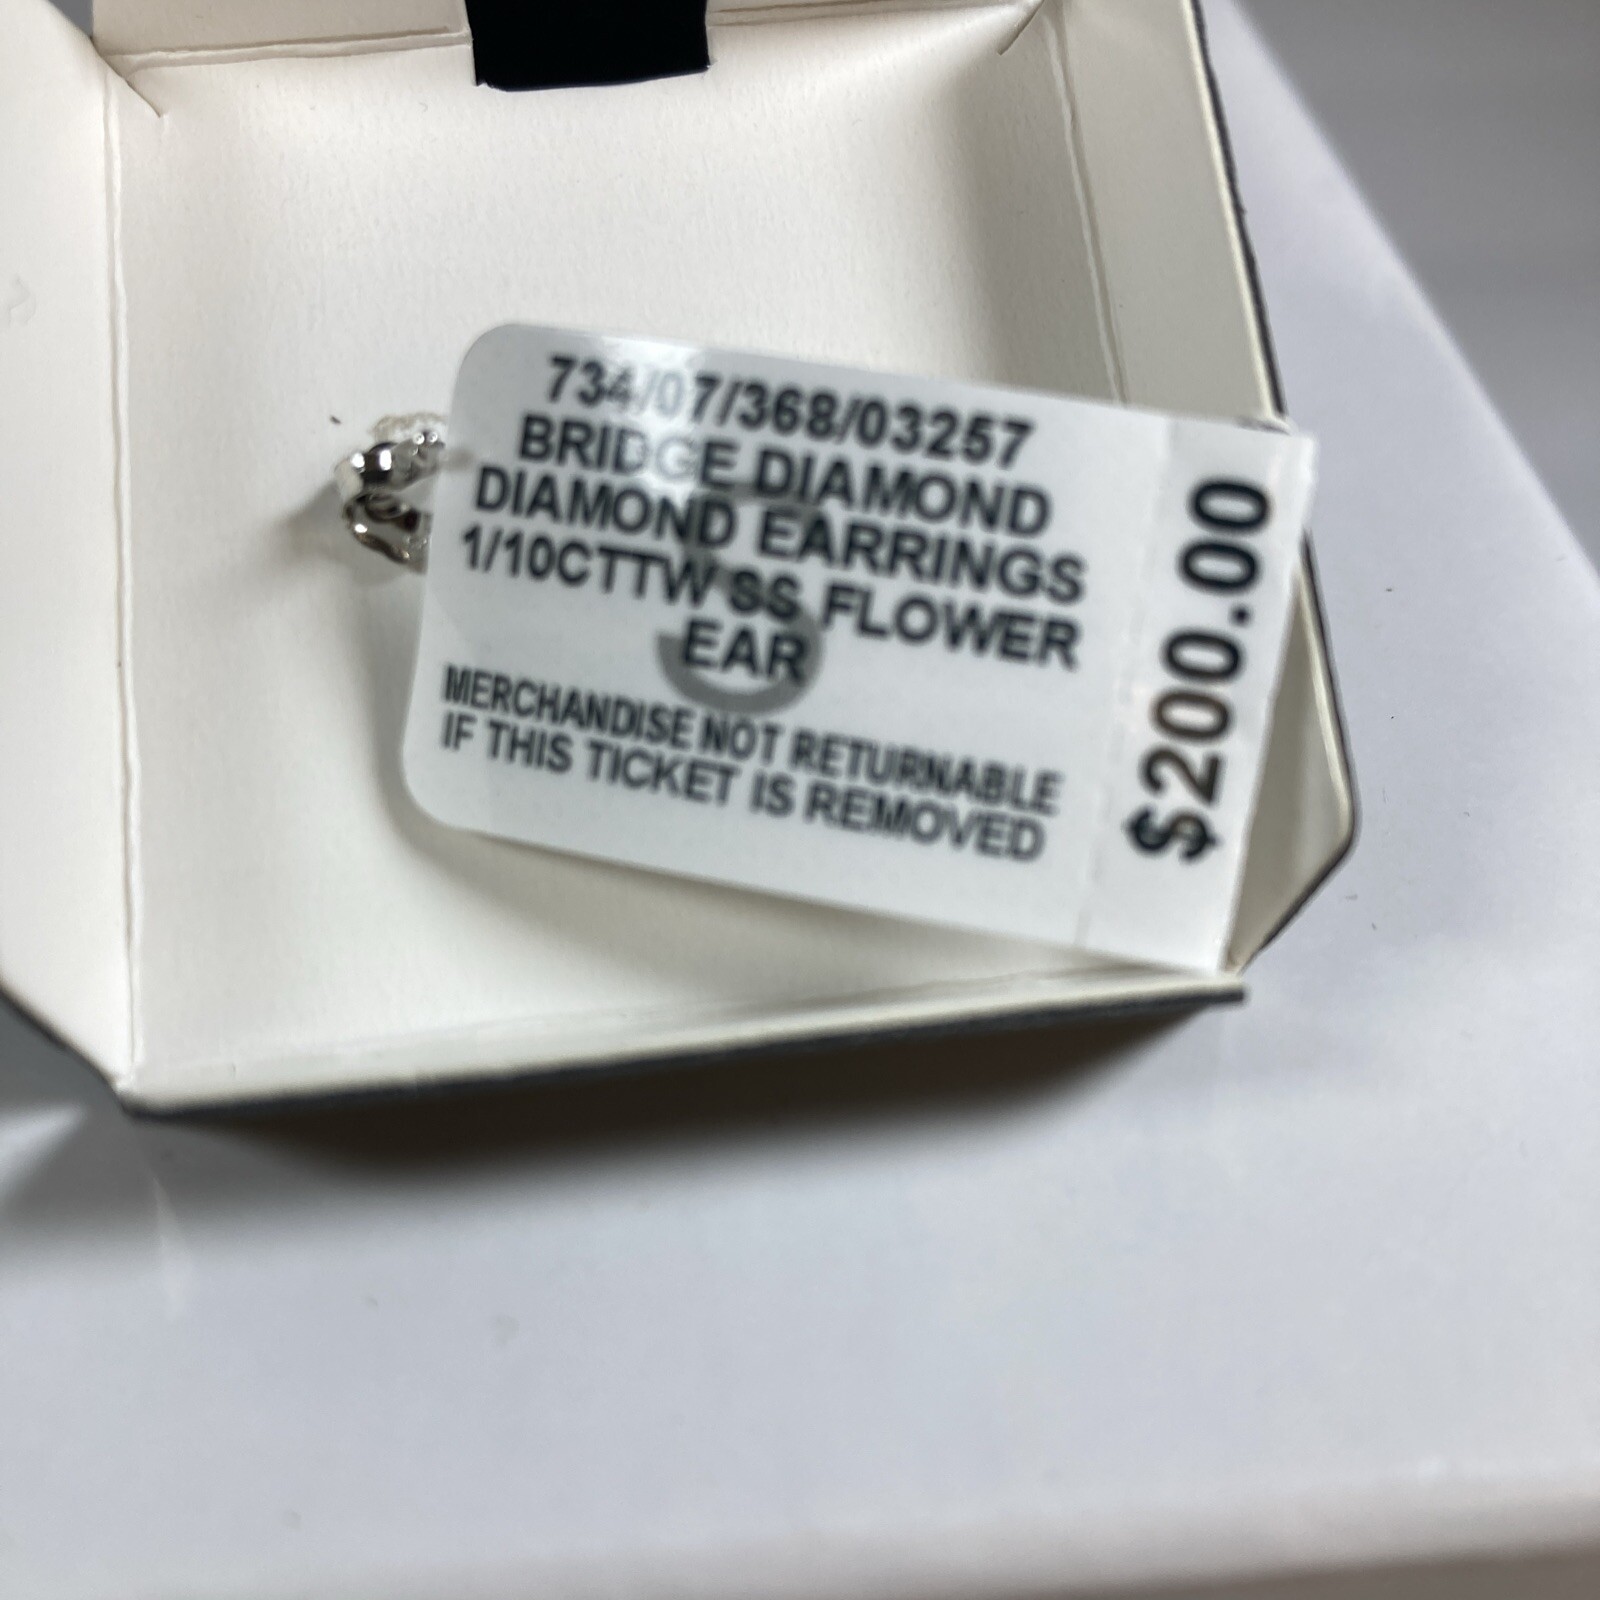 734/07/368/03257
BRIDGE DIAMOND
DIAMOND EARRINGS
1/10CTTW SS FLOWER
EAR
MERCHANDISE NOT RETURNABLE
IF THIS TICKET IS REMOVED
$200.00